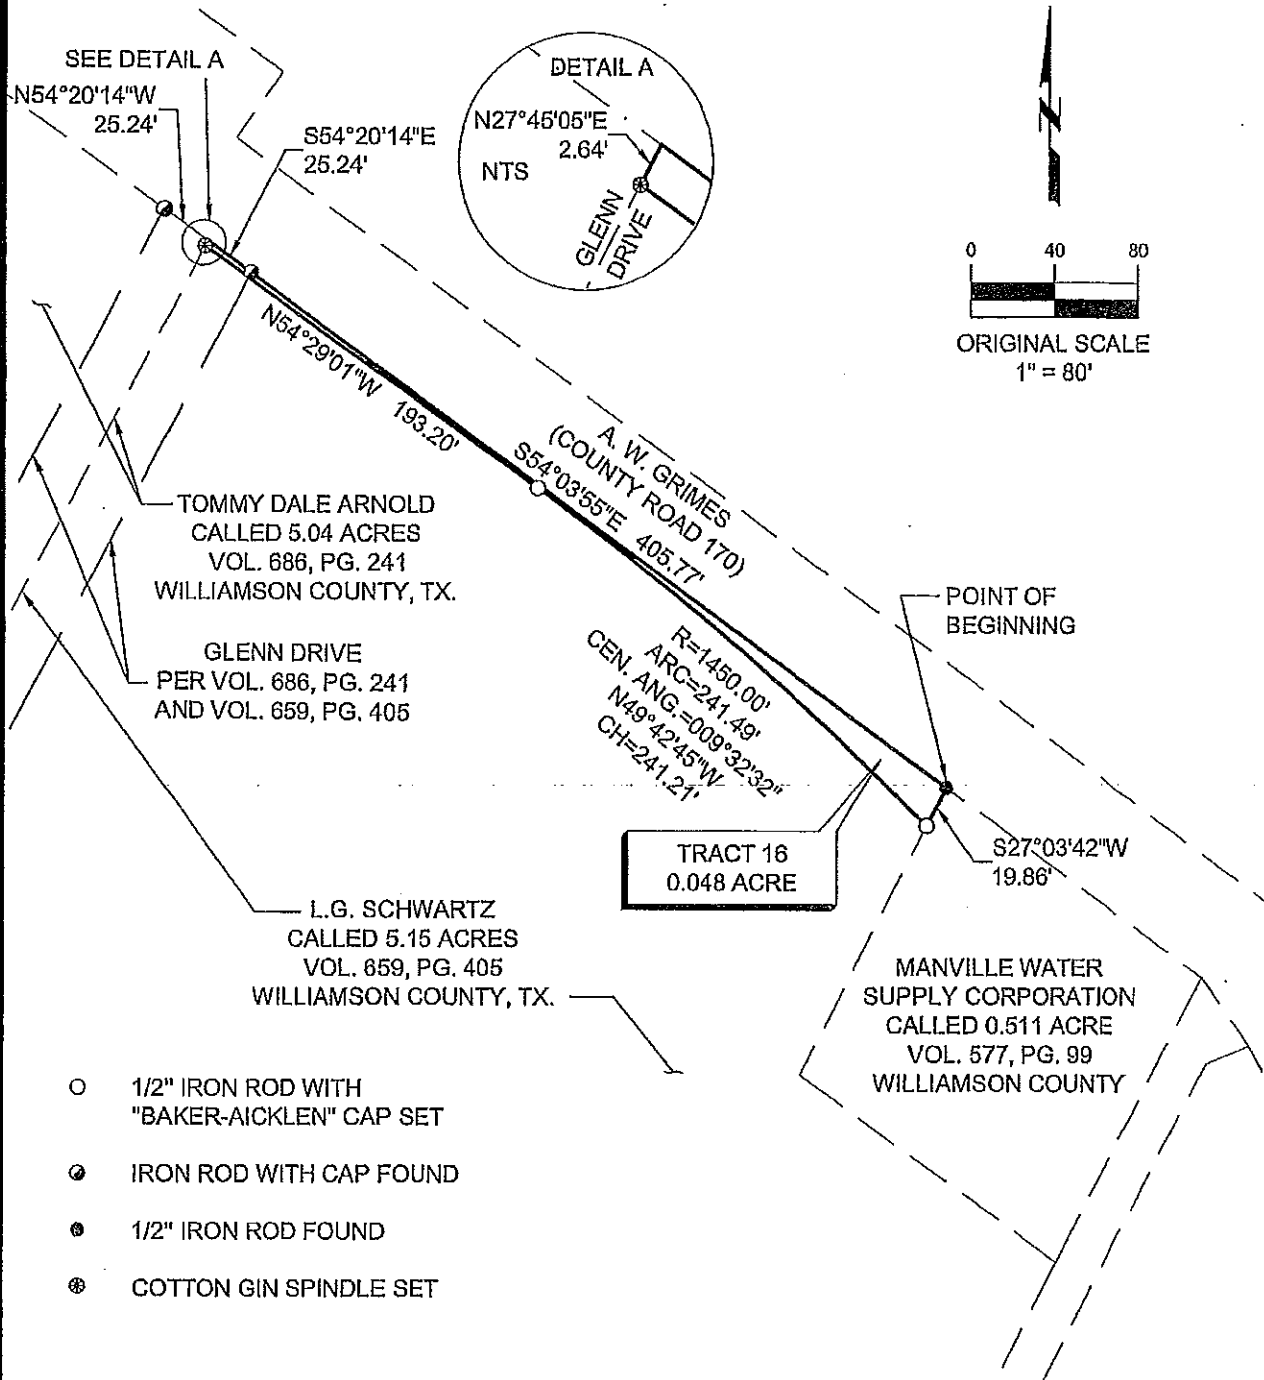 SEE DETAIL A
N54°20'14"W
25.24'
S54°20'14"E
25.24'
DETAIL A
N27°45'05"E
2.64'
NTS
GLENN
DRIVE
0 40 80
ORIGINAL SCALE
1" = 80'
N54°29'01"W 193.20'
A. W. GRIMES
(COUNTY ROAD 170)
S54°03'55"E 405.77'
TOMMY DALE ARNOLD
CALLED 5.04 ACRES
VOL. 686, PG. 241
WILLIAMSON COUNTY, TX.
GLENN DRIVE
PER VOL. 686, PG. 241
AND VOL. 659, PG. 405
POINT OF
BEGINNING
R=1450.00'
ARC=241.49'
CEN. ANG.=009°32'32"
N49°42'45"W
CH=241.21'
TRACT 16
0.048 ACRE
S27°03'42"W
19.86'
L.G. SCHWARTZ
CALLED 5.15 ACRES
VOL. 659, PG. 405
WILLIAMSON COUNTY, TX.
MANVILLE WATER
SUPPLY CORPORATION
CALLED 0.511 ACRE
VOL. 577, PG. 99
WILLIAMSON COUNTY
1/2" IRON ROD WITH
"BAKER-AICKLEN" CAP SET
IRON ROD WITH CAP FOUND
1/2" IRON ROD FOUND
COTTON GIN SPINDLE SET